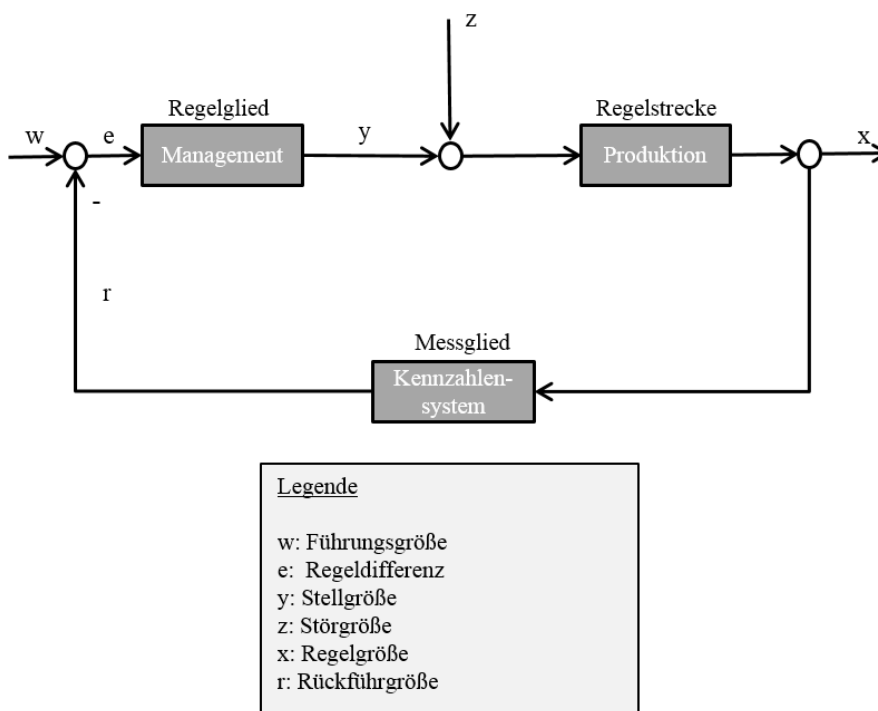 z
Regelglied
Regelstrecke
w
e
y
x
Management
Produktion
-
r
Messglied
Kennzahlen-
system
Legende
w: Führungsgröße
e: Regeldifferenz
y: Stellgröße
z: Störgröße
x: Regelgröße
r: Rückführgröße